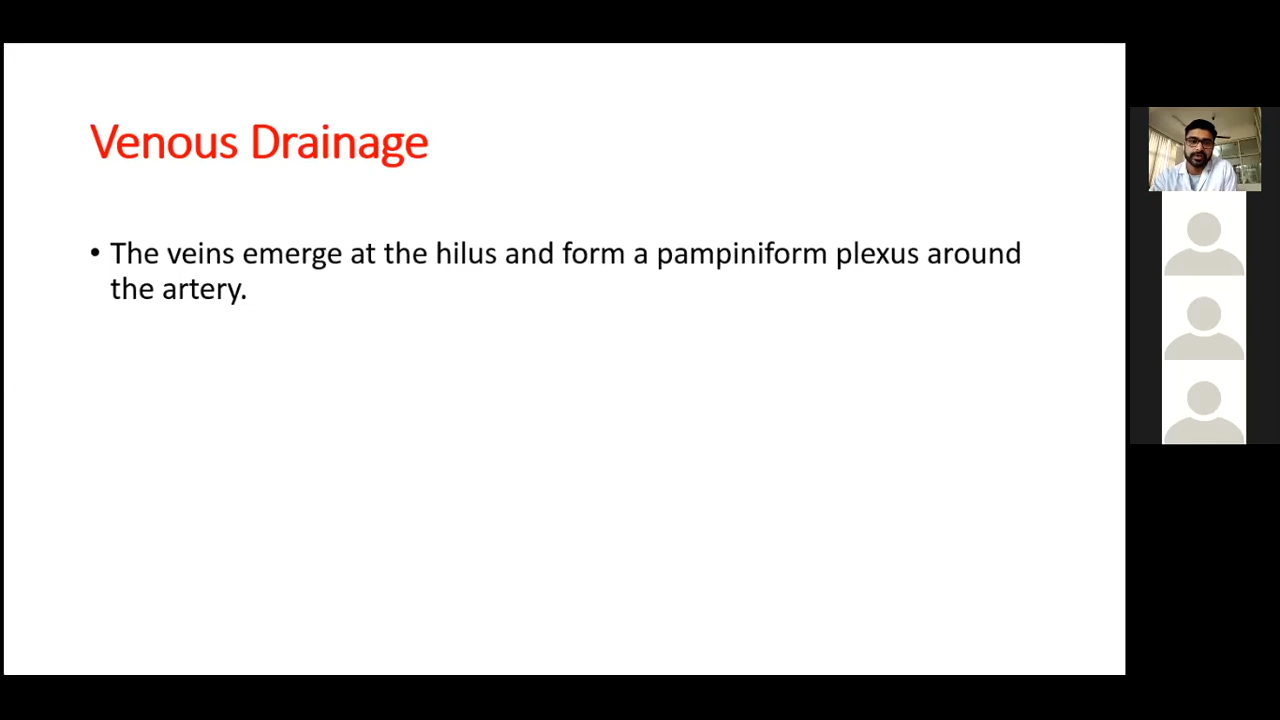 Venous Drainage
• The veins emerge at the hilus and form a pampiniform plexus around
the artery.